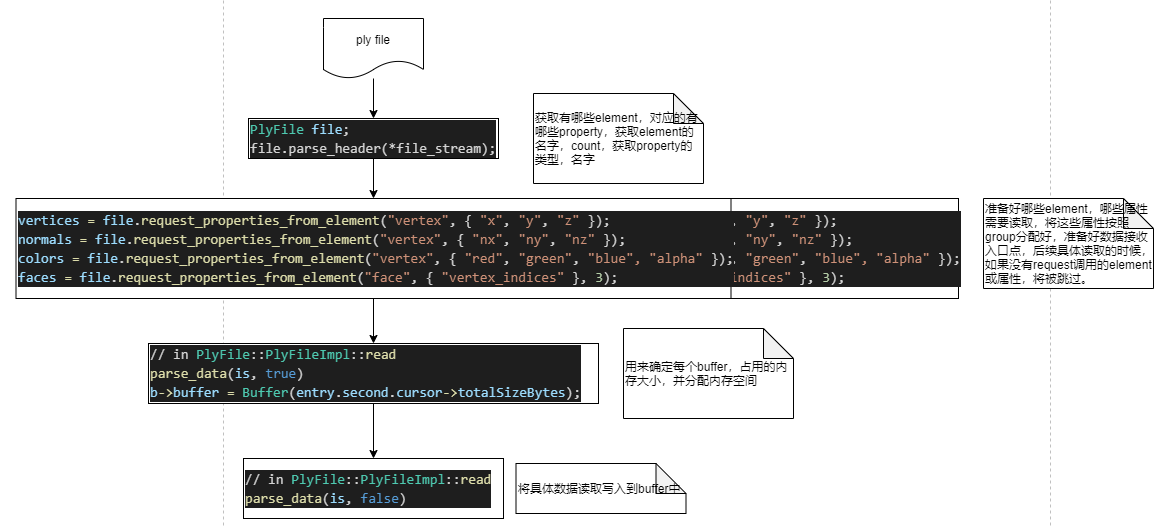 ply file
PlyFile file;
file.parse_header(*file_stream);
获取有哪些element，对应的有
哪些property，获取element的
名字，count，获取property的
类型，名字
vertices = file.request_properties_from_element("vertex", { "x", "y", "z" });
, "y", "z" });
normals = file.request_properties_from_element("vertex", { "nx", "ny", "nz" });
, "ny", "nz" });
colors = file.request_properties_from_element("vertex", { "red", "green", "blue", "alpha" });
, "green", "blue", "alpha" });
faces = file.request_properties_from_element("face", { "vertex_indices" }, 3);
indices" }, 3);
准备好哪些element，哪些属性
需要读取，将这些属性按照
group分配好，准备好数据接收
入口点，后续具体读取的时候，
如果没有request调用的element
或属性，将被跳过。
// in PlyFile::PlyFileImpl::read
parse_data(is, true)
b->buffer = Buffer(entry.second.cursor->totalSizeBytes);
用来确定每个buffer，占用的内
存大小，并分配内存空间
// in PlyFile::PlyFileImpl::read
parse_data(is, false)
将具体数据读取写入到buffer中